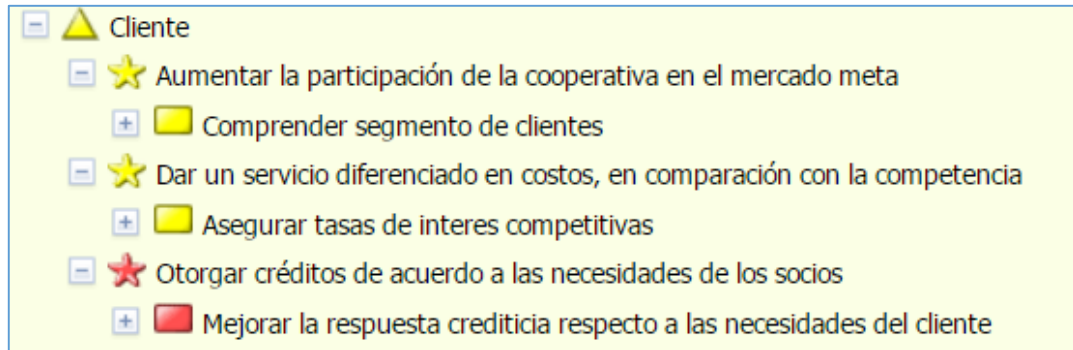 Cliente
Aumentar la participación de la cooperativa en el mercado meta
Comprender segmento de clientes
Dar un servicio diferenciado en costos, en comparación con la competencia
Asegurar tasas de interes competitivas
Otorgar créditos de acuerdo a las necesidades de los socios
Mejorar la respuesta crediticia respecto a las necesidades del cliente